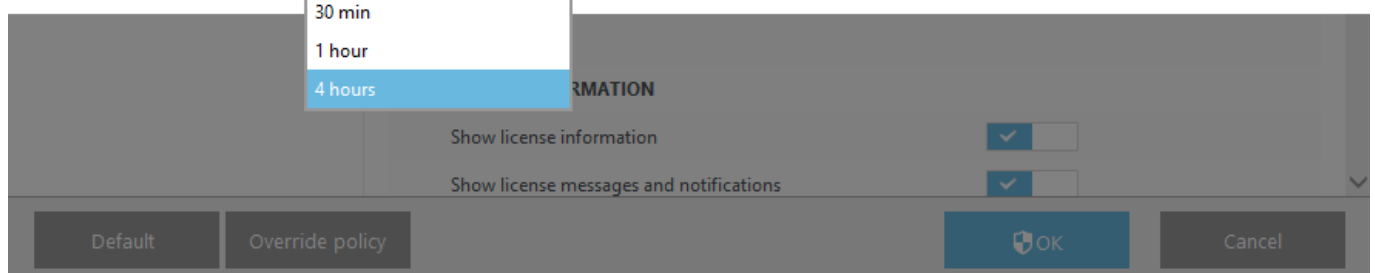 30 min
1 hour
4 hours
RMATION
Show license information
Show license messages and notifications
Default
Override policy
OK
Cancel